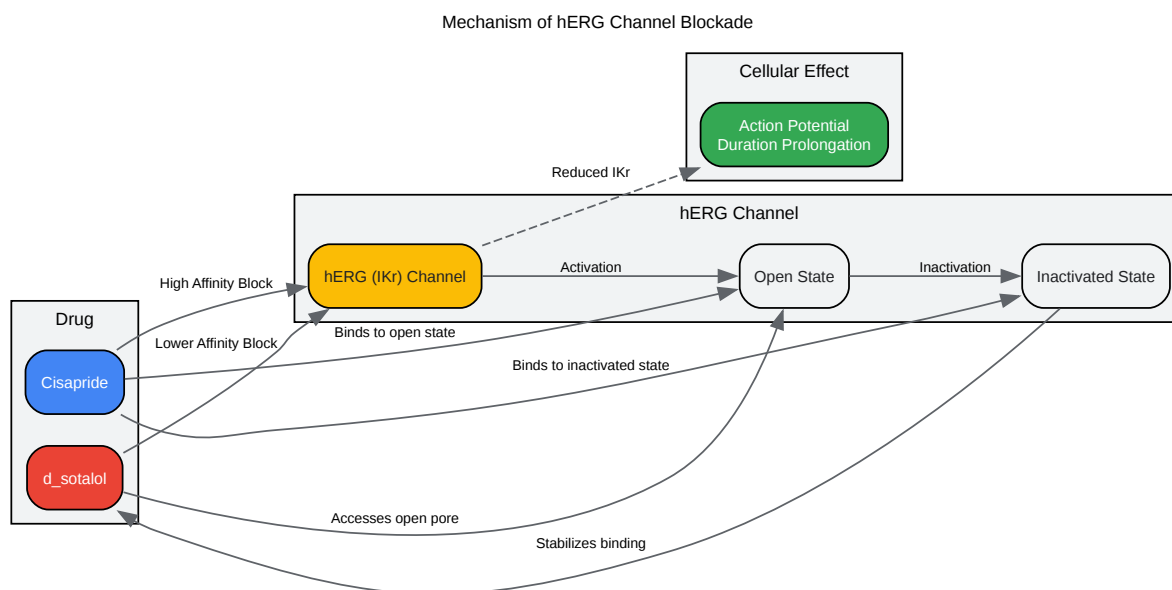 Mechanism of hERG Channel Blockade
Cellular Effect
Action Potential
Duration Prolongation
Reduced IKr
hERG Channel
hERG (IKr) Channel
Activation
Open State
Inactivation
Inactivated State
High Affinity Block
Drug
Lower Affinity Block
Binds to open state
Cisapride
Binds to inactivated state
d_sotalol
Accesses open pore
Stabilizes binding